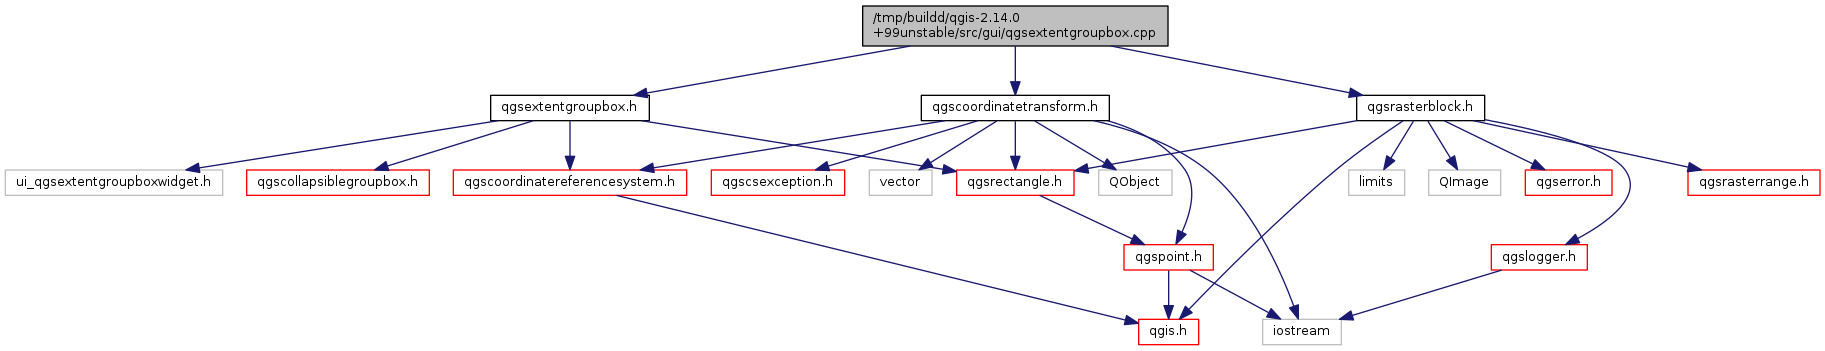 /tmp/buildd/qgis-2.14.0
+99unstable/src/gui/qgsextentgroupbox.cpp
qgsextentgroupbox.h
qgscoordinatetransform.h
qgsrasterblock.h
ui_qgsextentgroupboxwidget.h
qgscollapsiblegroupbox.h
qgscoordinatereferencesystem.h
qgscsexception.h
vector
qgsrectangle.h
QObject
limits
QImage
qgserror.h
qgsrasterrange.h
qgspoint.h
qgslogger.h
qgis.h
iostream